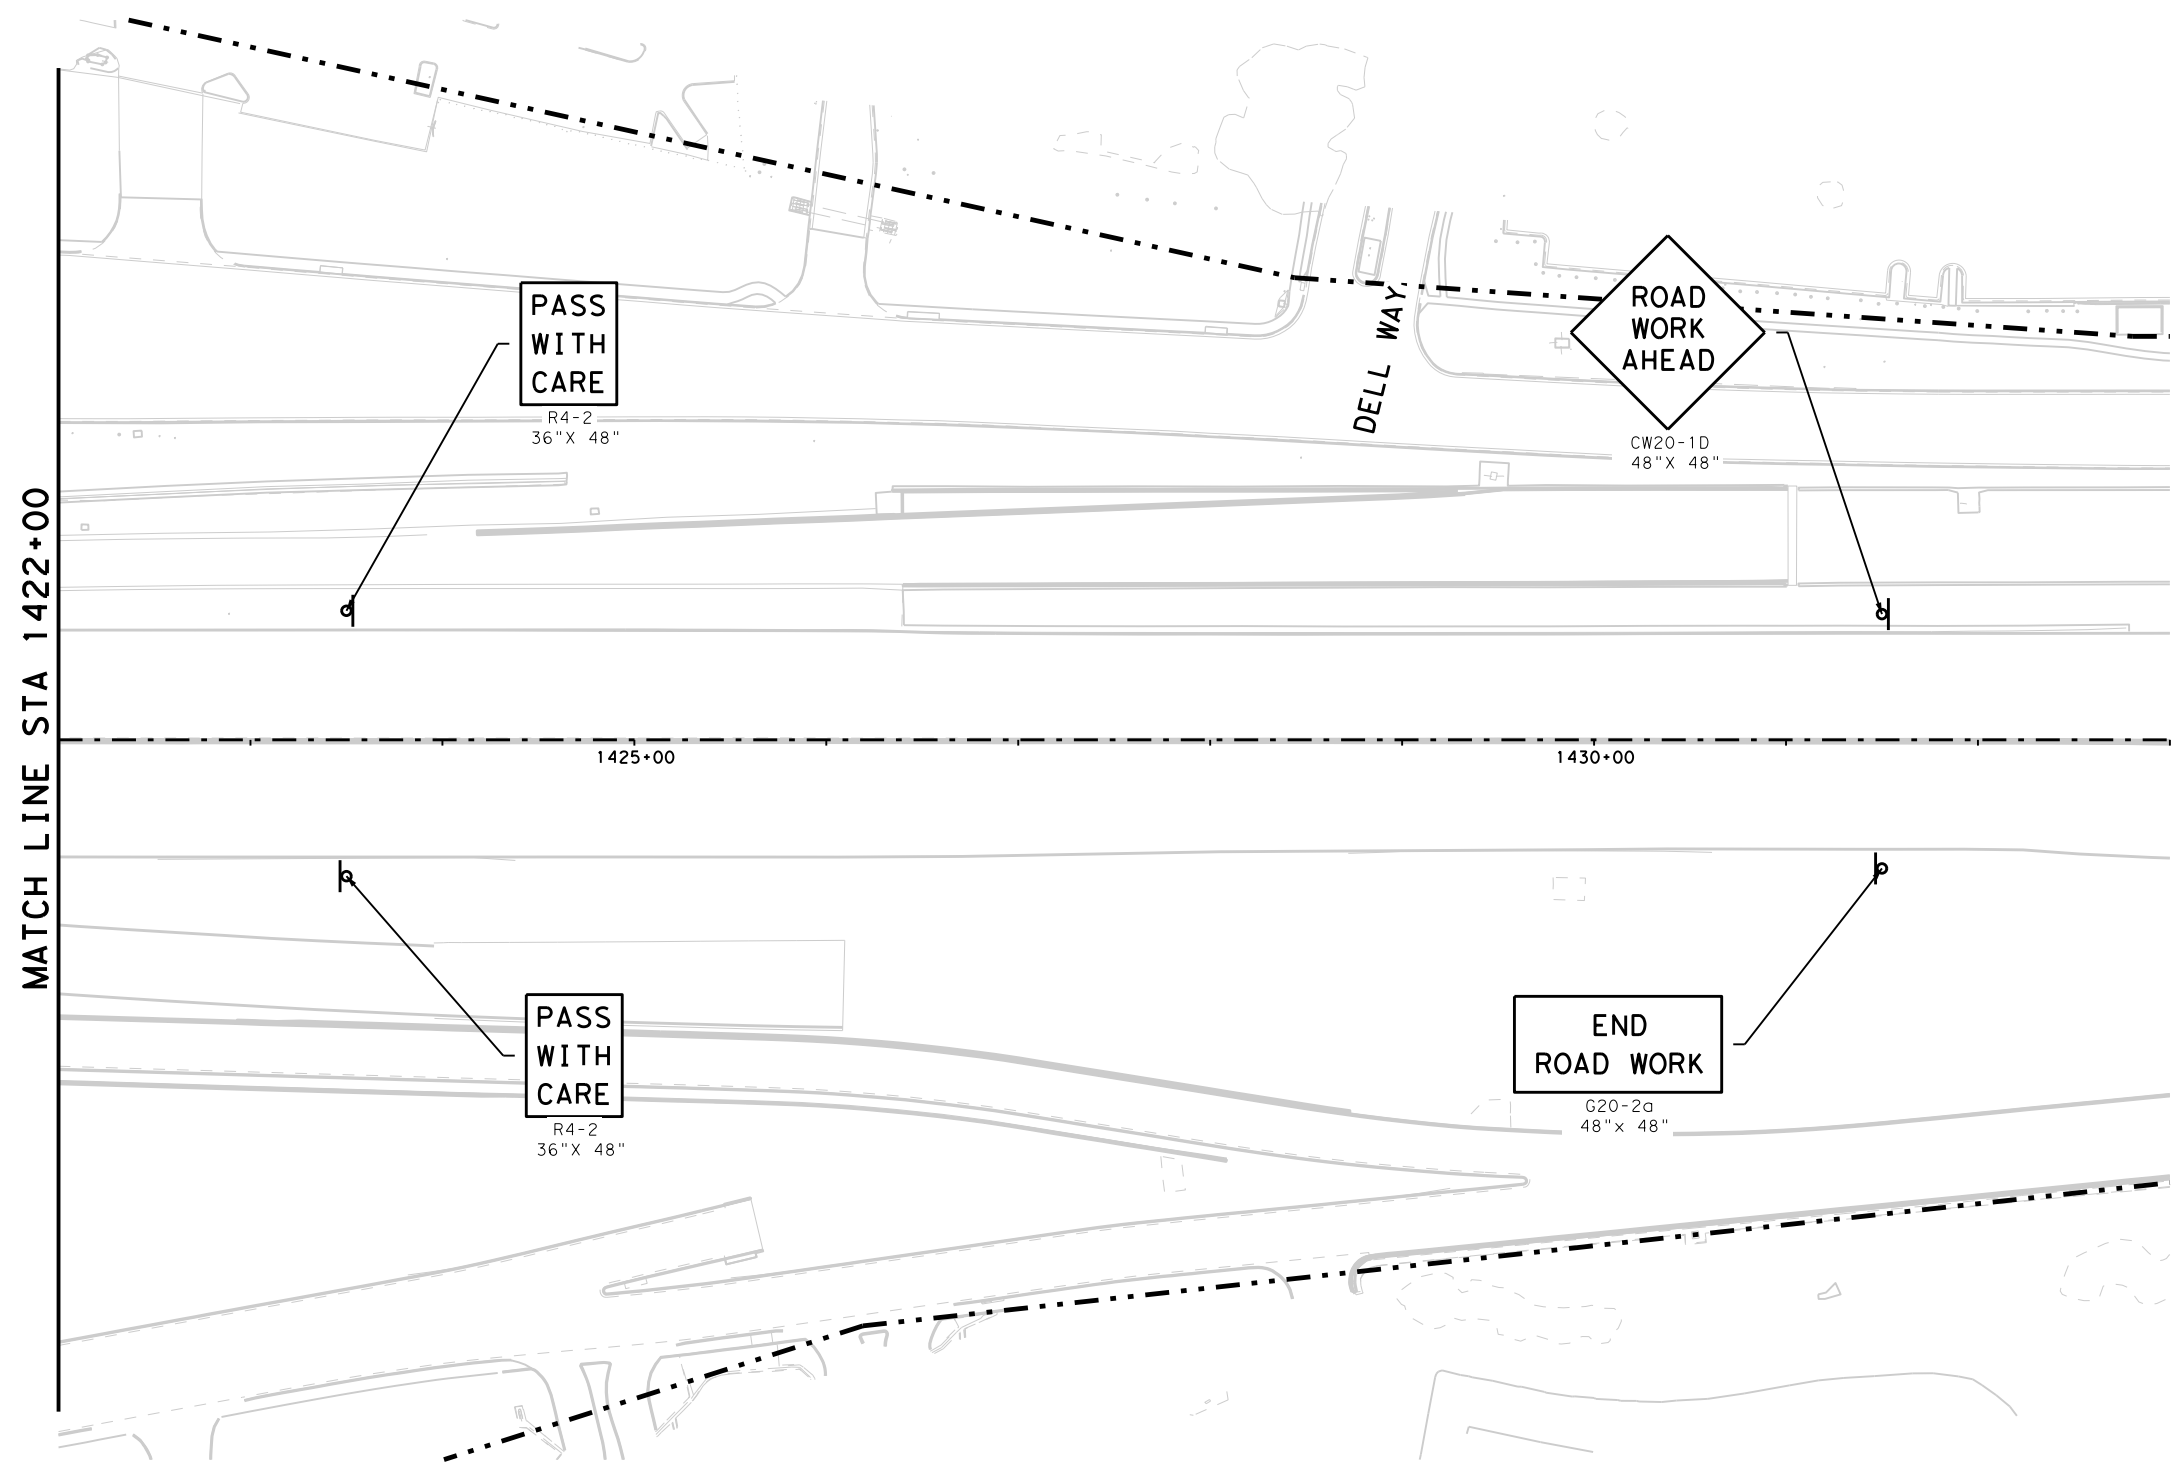 MATCH LINE STA 1422+00
PASS
WITH
CARE
R4-2
36"X 48"
DELL WAY
ROAD
WORK
AHEAD
CW20-1D
48"X 48"
1425+00
1430+00
PASS
WITH
CARE
R4-2
36"X 48"
END
ROAD WORK
G20-2a
48"x 48"